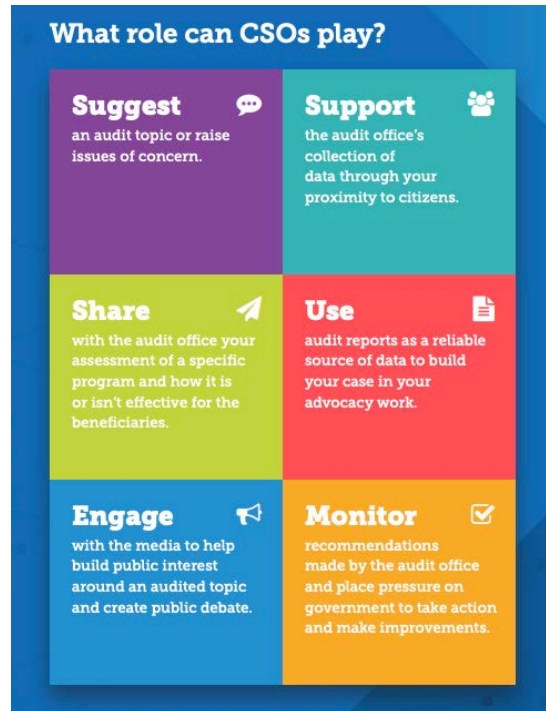 What role can CSOs play?
Suggest
an audit topic or raise
issues of concern.
Support
the audit office's
collection of
data through your
proximity to citizens.
Share
with the audit office your
assessment of a specific
program and how it is
or isn't effective for the
beneficiaries.
Use
audit reports as a reliable
source of data to build
your case in your
advocacy work.
Engage
with the media to help
build public interest
around an audited topic
and create public debate.
Monitor
recommendations
made by the audit office
and place pressure on
government to take action
and make improvements.